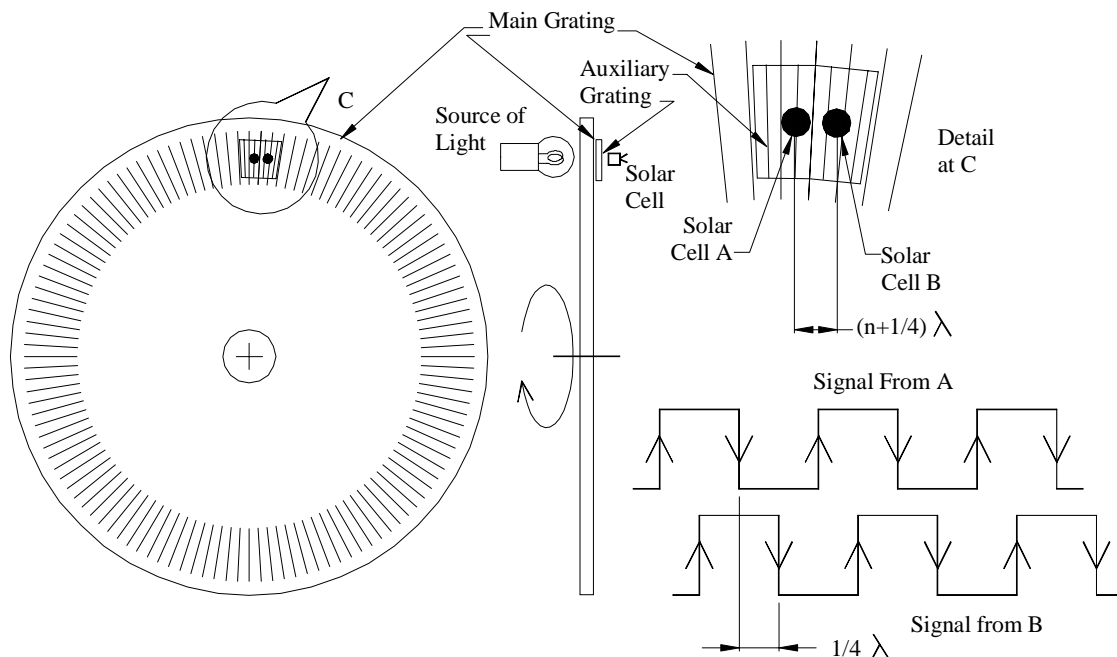 Main Grating
C
Auxiliary
Grating
Source of
Light
Solar
Cell
Detail
at C
Solar
Cell A
Solar
Cell B
(n+1/4) λ
Signal From A
Signal from B
1/4 λ